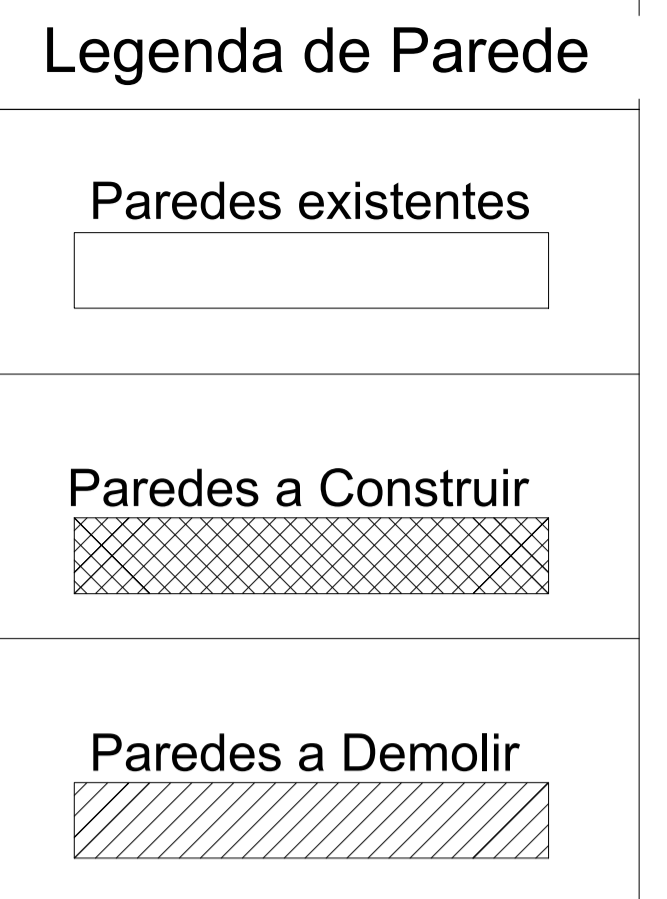 Legenda de Parede
Paredes existentes
Paredes a Construir
Paredes a Demolir